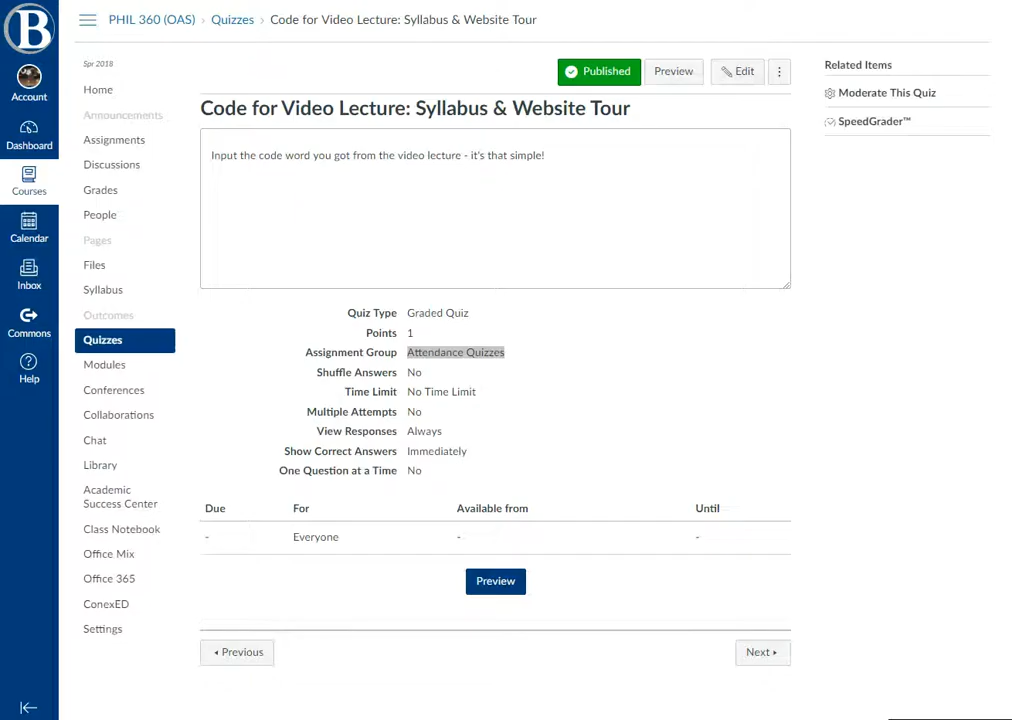 B
Account
Dashboard
Courses
Calendar
Inbox
Commons
Help
PHIL 360 (OAS) › Quizzes › Code for Video Lecture: Syllabus & Website Tour
Spr 2018
Home
Announcements
Assignments
Discussions
Grades
People
Pages
Files
Syllabus
Outcomes
Quizzes
Modules
Conferences
Collaborations
Chat
Library
Academic
Success Center
Class Notebook
Office Mix
Office 365
ConexED
Settings
Published Preview Edit
Code for Video Lecture: Syllabus & Website Tour
Input the code word you got from the video lecture - it's that simple!
Quiz Type Graded Quiz
Points 1
Assignment Group Attendance Quizzes
Shuffle Answers No
Time Limit No Time Limit
Multiple Attempts No
View Responses Always
Show Correct Answers Immediately
One Question at a Time No
Due For Available from Until
- Everyone - -
Preview
Previous Next
Related Items
Moderate This Quiz
SpeedGrader™